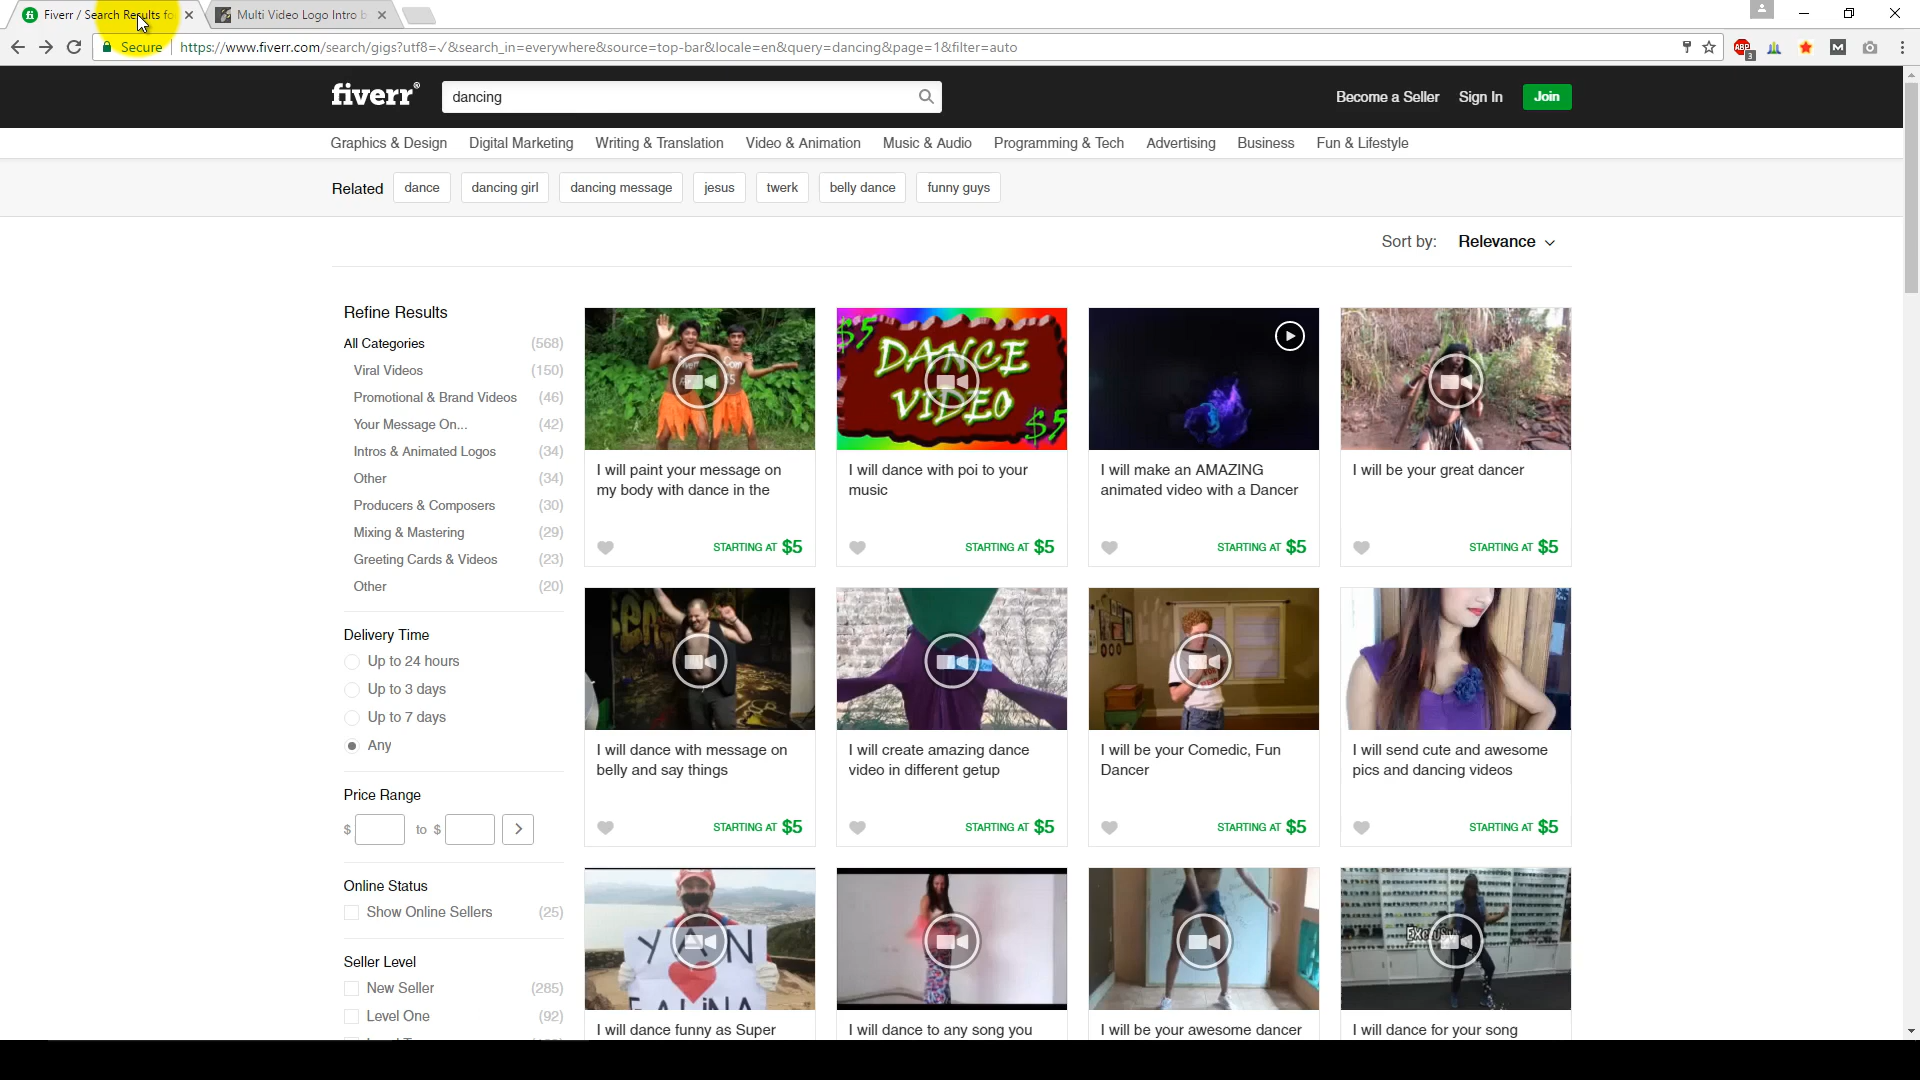 Fiverr / Search Results fo
Multi Video Logo Intro b
Secure
https://www.fiverr.com/search/gigs?utf8=✓&search_in=everywhere&source=top-bar&locale=en&query=dancing&page=1&filter=auto
ABP
3
M
fiverr®
dancing
Become a Seller
Sign In
Join
Graphics & Design
Digital Marketing
Writing & Translation
Video & Animation
Music & Audio
Programming & Tech
Advertising
Business
Fun & Lifestyle
Related
dance
dancing girl
dancing message
jesus
twerk
belly dance
funny guys
Sort by:
Relevance
Refine Results
All Categories (568)
Viral Videos (150)
Promotional & Brand Videos (46)
Your Message On... (42)
Intros & Animated Logos (34)
Other (34)
Producers & Composers (30)
Mixing & Mastering (29)
Greeting Cards & Videos (23)
Other (20)
Delivery Time
Up to 24 hours
Up to 3 days
Up to 7 days
Any
Price Range
$ to $
Online Status
Show Online Sellers (25)
Seller Level
New Seller (285)
Level One (92)
I will paint your message on
my body with dance in the
STARTING AT $5
$5
DANCE
VIDEO
$5
I will dance with poi to your
music
STARTING AT $5
I will make an AMAZING
animated video with a Dancer
STARTING AT $5
I will be your great dancer
STARTING AT $5
I will dance with message on
belly and say things
STARTING AT $5
I will create amazing dance
video in different getup
STARTING AT $5
I will be your Comedic, Fun
Dancer
STARTING AT $5
I will send cute and awesome
pics and dancing videos
STARTING AT $5
I will dance funny as Super
I will dance to any song you
I will be your awesome dancer
I will dance for your song